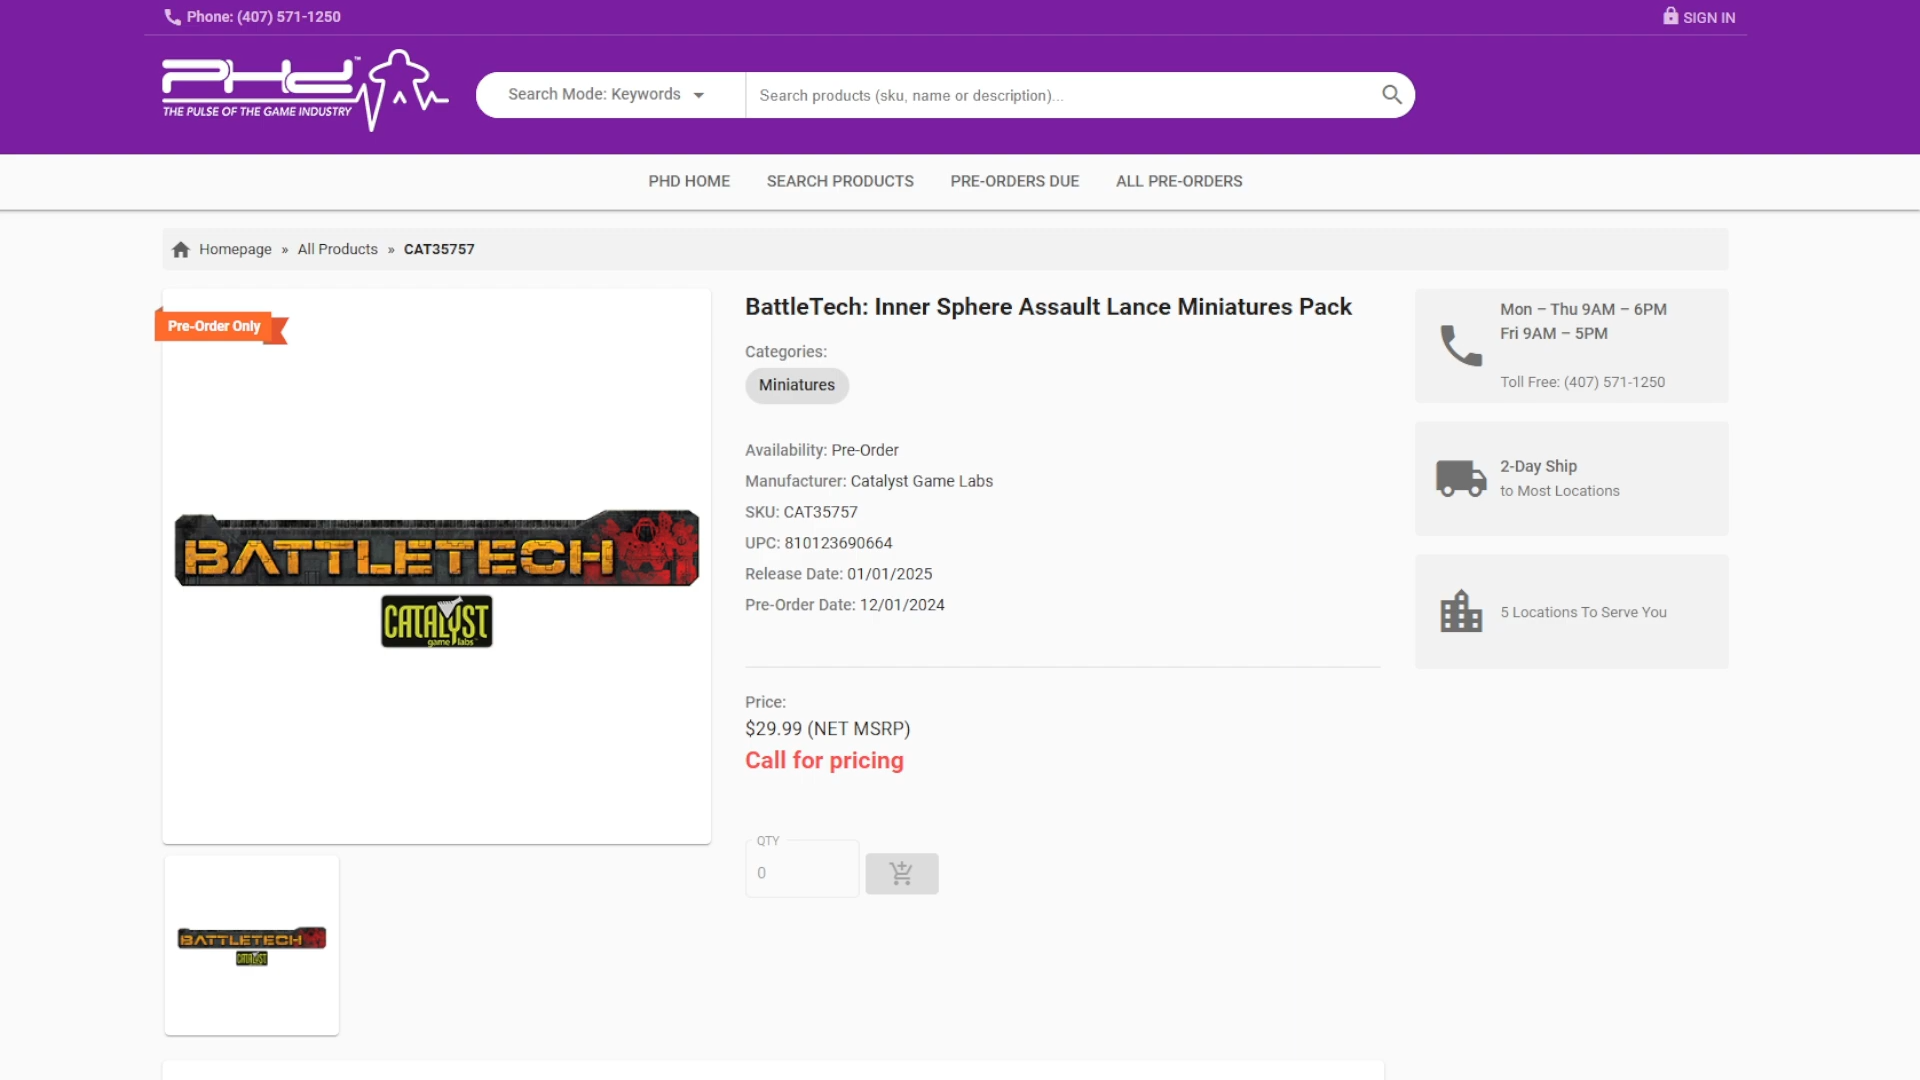 Phone: (407) 571-1250
SIGN IN
PHD™
THE PULSE OF THE GAME INDUSTRY
Search Mode: Keywords
Search products (sku, name or description)...
PHD HOME
SEARCH PRODUCTS
PRE-ORDERS DUE
ALL PRE-ORDERS
Homepage » All Products » CAT35757
Pre-Order Only
BATTLETECH
CATALYST
game labs
BATTLETECH
CATALYST
BattleTech: Inner Sphere Assault Lance Miniatures Pack
Categories:
Miniatures
Availability: Pre-Order
Manufacturer: Catalyst Game Labs
SKU: CAT35757
UPC: 810123690664
Release Date: 01/01/2025
Pre-Order Date: 12/01/2024
Price:
$29.99 (NET MSRP)
Call for pricing
QTY
0
Mon – Thu 9AM – 6PM
Fri 9AM – 5PM
Toll Free: (407) 571-1250
2-Day Ship
to Most Locations
5 Locations To Serve You